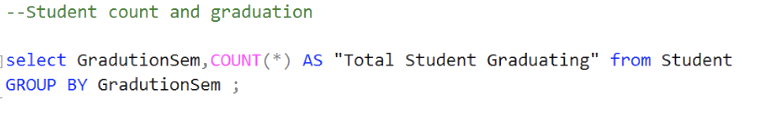 --Student count and graduation
select GradutionSem,COUNT(*) AS "Total Student Graduating" from Student
GROUP BY GradutionSem ;